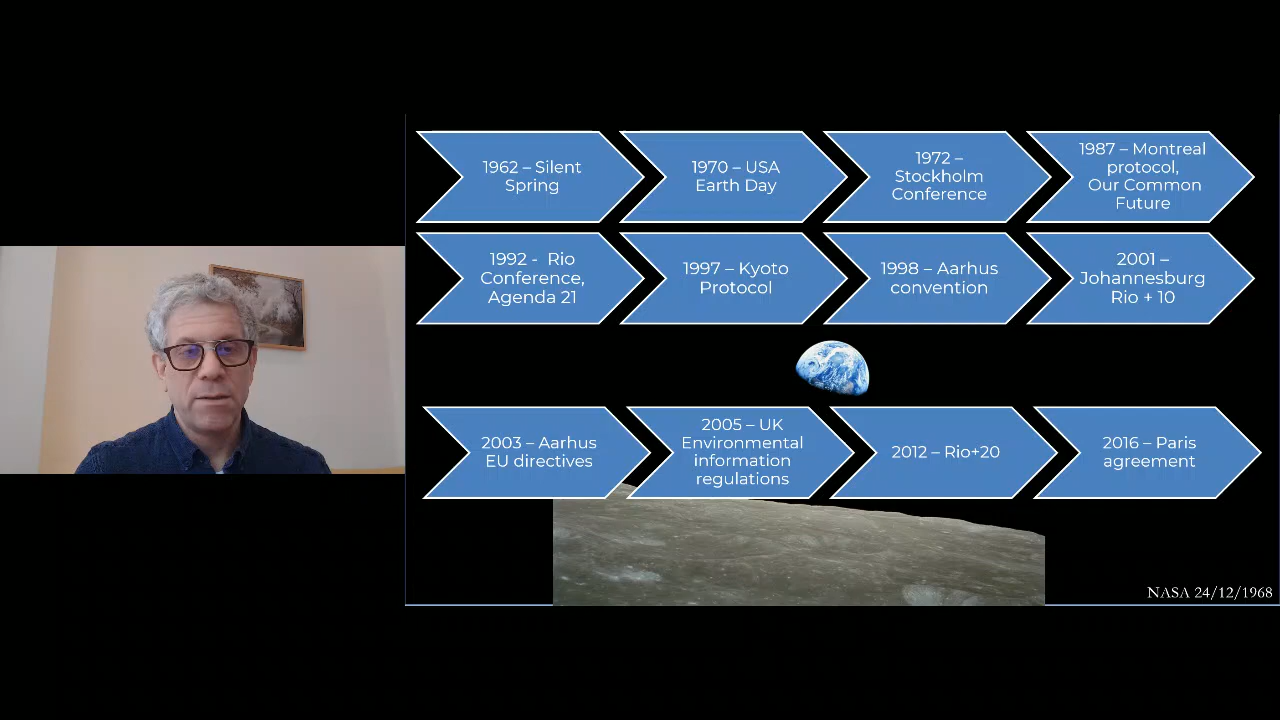 1962 – Silent
Spring
1970 – USA
Earth Day
1972 –
Stockholm
Conference
1987 – Montreal
protocol,
Our Common
Future
1992 -  Rio
Conference,
Agenda 21
1997 – Kyoto
Protocol
1998 – Aarhus
convention
2001 –
Johannesburg
Rio + 10
2003 – Aarhus
EU directives
2005 – UK
Environmental
information
regulations
2012 – Rio+20
2016 – Paris
agreement
NASA 24/12/1968